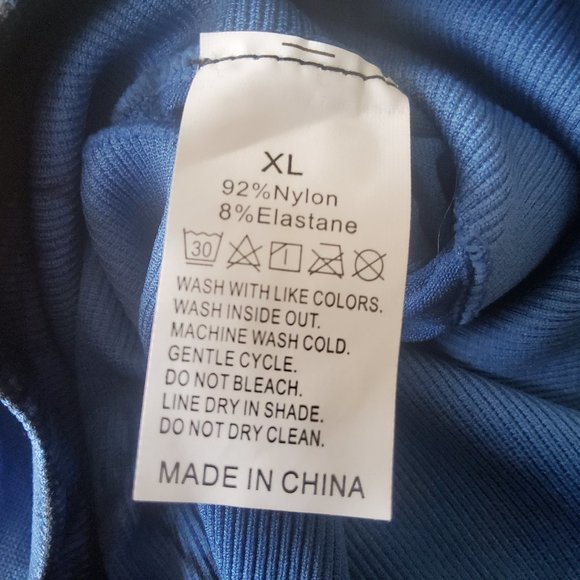 XL
92%Nylon
8%Elastane
30
WASH WITH LIKE COLORS.
WASH INSIDE OUT.
MACHINE WASH COLD.
GENTLE CYCLE.
DO NOT BLEACH.
LINE DRY IN SHADE.
DO NOT DRY CLEAN.
MADE IN CHINA